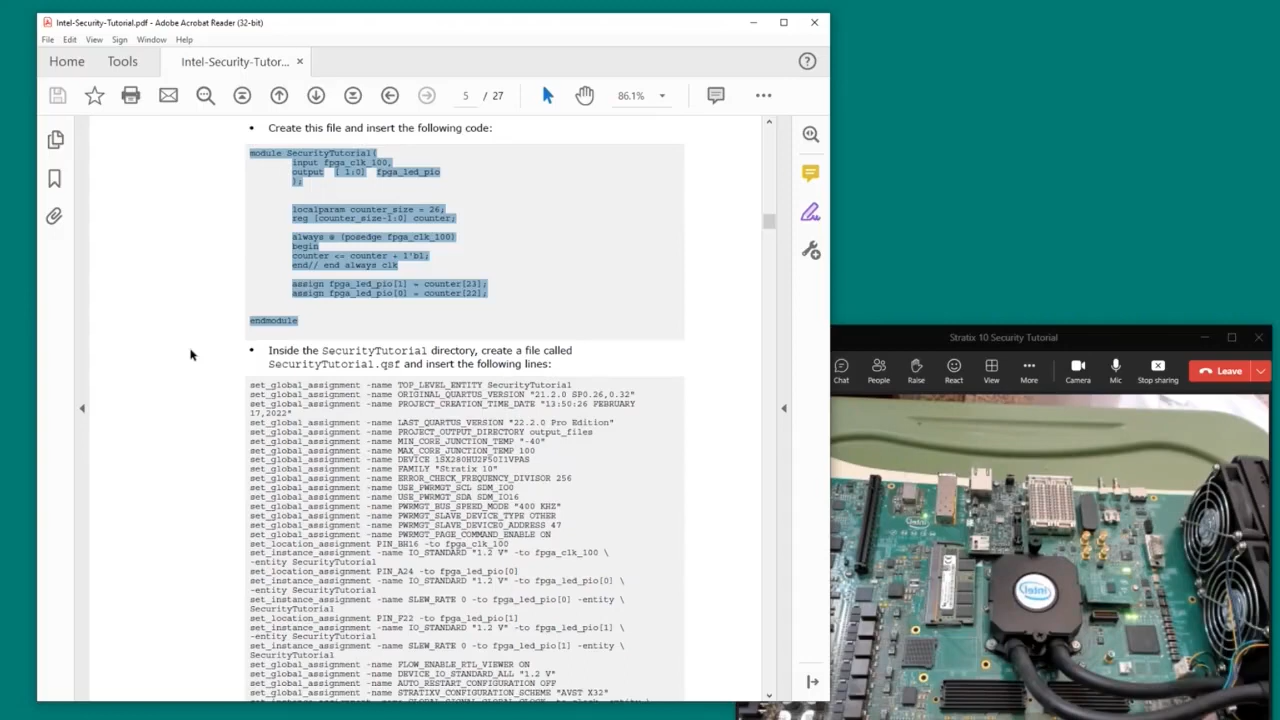 Intel-Security-Tutorial.pdf - Adobe Acrobat Reader (32-bit)
File Edit View Sign Window Help
Home Tools Intel-Security-Tutor... ×
5 / 27 86.1%
• Create this file and insert the following code:
module SecurityTutorial(
input fpga_clk_100,
output [ 1:0] fpga_led_pio
);
localparam counter_size = 26;
reg [counter_size-1:0] counter;
always @ (posedge fpga_clk_100)
begin
counter <= counter + 1'b1;
end// end always clk
assign fpga_led_pio[1] = counter[23];
assign fpga_led_pio[0] = counter[22];
endmodule
• Inside the SecurityTutorial directory, create a file called
SecurityTutorial.qsf and insert the following lines:
set_global_assignment -name TOP_LEVEL_ENTITY SecurityTutorial
set_global_assignment -name ORIGINAL_QUARTUS_VERSION "21.2.0 SP0.26,0.32"
set_global_assignment -name PROJECT_CREATION_TIME_DATE "13:50:26 FEBRUARY
17,2022"
set_global_assignment -name LAST_QUARTUS_VERSION "22.2.0 Pro Edition"
set_global_assignment -name PROJECT_OUTPUT_DIRECTORY output_files
set_global_assignment -name MIN_CORE_JUNCTION_TEMP "-40"
set_global_assignment -name MAX_CORE_JUNCTION_TEMP 100
set_global_assignment -name DEVICE 1SX280HU2F50I1VPAS
set_global_assignment -name FAMILY "Stratix 10"
set_global_assignment -name ERROR_CHECK_FREQUENCY_DIVISOR 256
set_global_assignment -name USE_PWRMGT_SCL SDM_IO0
set_global_assignment -name USE_PWRMGT_SDA SDM_IO16
set_global_assignment -name PWRMGT_BUS_SPEED_MODE "400 KHZ"
set_global_assignment -name PWRMGT_SLAVE_DEVICE_TYPE OTHER
set_global_assignment -name PWRMGT_SLAVE_DEVICE0_ADDRESS 47
set_global_assignment -name PWRMGT_PAGE_COMMAND_ENABLE ON
set_location_assignment PIN_BH16 -to fpga_clk_100
set_instance_assignment -name IO_STANDARD "1.2 V" -to fpga_clk_100 \
-entity SecurityTutorial
set_location_assignment PIN_A24 -to fpga_led_pio[0]
set_instance_assignment -name IO_STANDARD "1.2 V" -to fpga_led_pio[0] \
-entity SecurityTutorial
set_instance_assignment -name SLEW_RATE 0 -to fpga_led_pio[0] -entity \
SecurityTutorial
set_location_assignment PIN_F22 -to fpga_led_pio[1]
set_instance_assignment -name IO_STANDARD "1.2 V" -to fpga_led_pio[1] \
-entity SecurityTutorial
set_instance_assignment -name SLEW_RATE 0 -to fpga_led_pio[1] -entity \
SecurityTutorial
set_global_assignment -name FLOW_ENABLE_RTL_VIEWER ON
set_global_assignment -name DEVICE_IO_STANDARD_ALL "1.2 V"
set_global_assignment -name AUTO_RESTART_CONFIGURATION OFF
set_global_assignment -name STRATIXV_CONFIGURATION_SCHEME "AVST X32"
Stratix 10 Security Tutorial
Chat People Raise React View More Camera Mic Stop sharing Leave
intel
intel